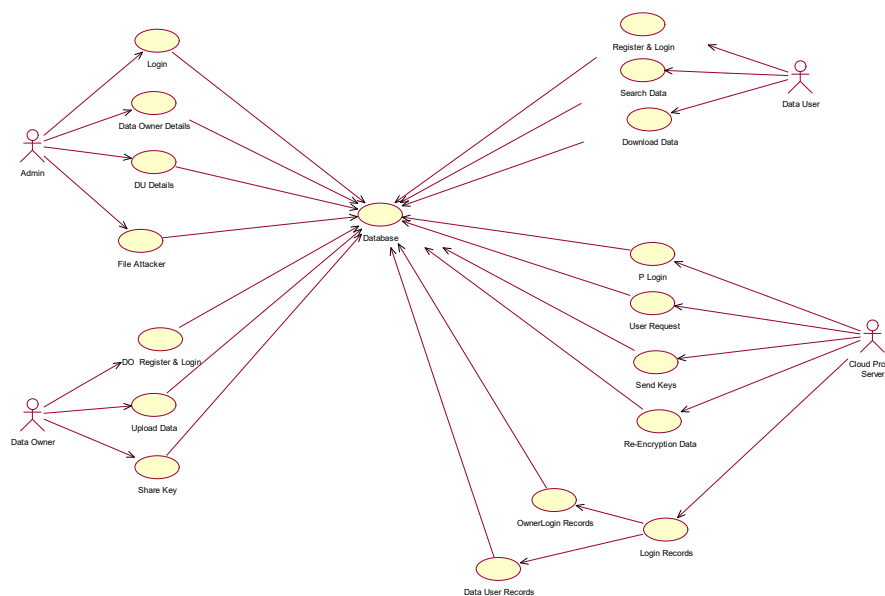 Register & Login
Login
Search Data
Data User
Data Owner Details
Download Data
Admin
DU Details
Database
File Attacker
P Login
User Request
DO Register & Login
Cloud Pro
Server
Send Keys
Upload Data
Data Owner
Re-Encryption Data
Share Key
OwnerLogin Records
Login Records
Data User Records